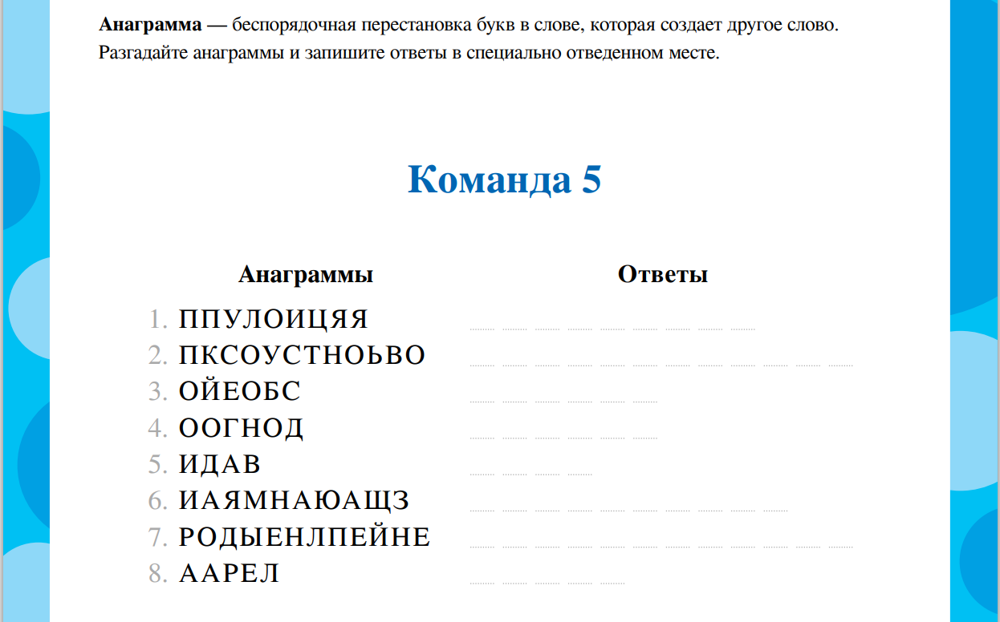 Анаграмма — беспорядочная перестановка букв в слове, которая создает другое слово.
Разгадайте анаграммы и запишите ответы в специально отведенном месте.
Команда 5
Анаграммы Ответы
1. ППУЛОИЦЯЯ
2. ПКСОУСТНОЬВО
3. ОЙЕОБС
4. ООГНОД
5. ИДАВ
6. ИАЯМНАЮАЩЗ
7. РОДЫЕНЛПЕЙНЕ
8. ААРЕЛ